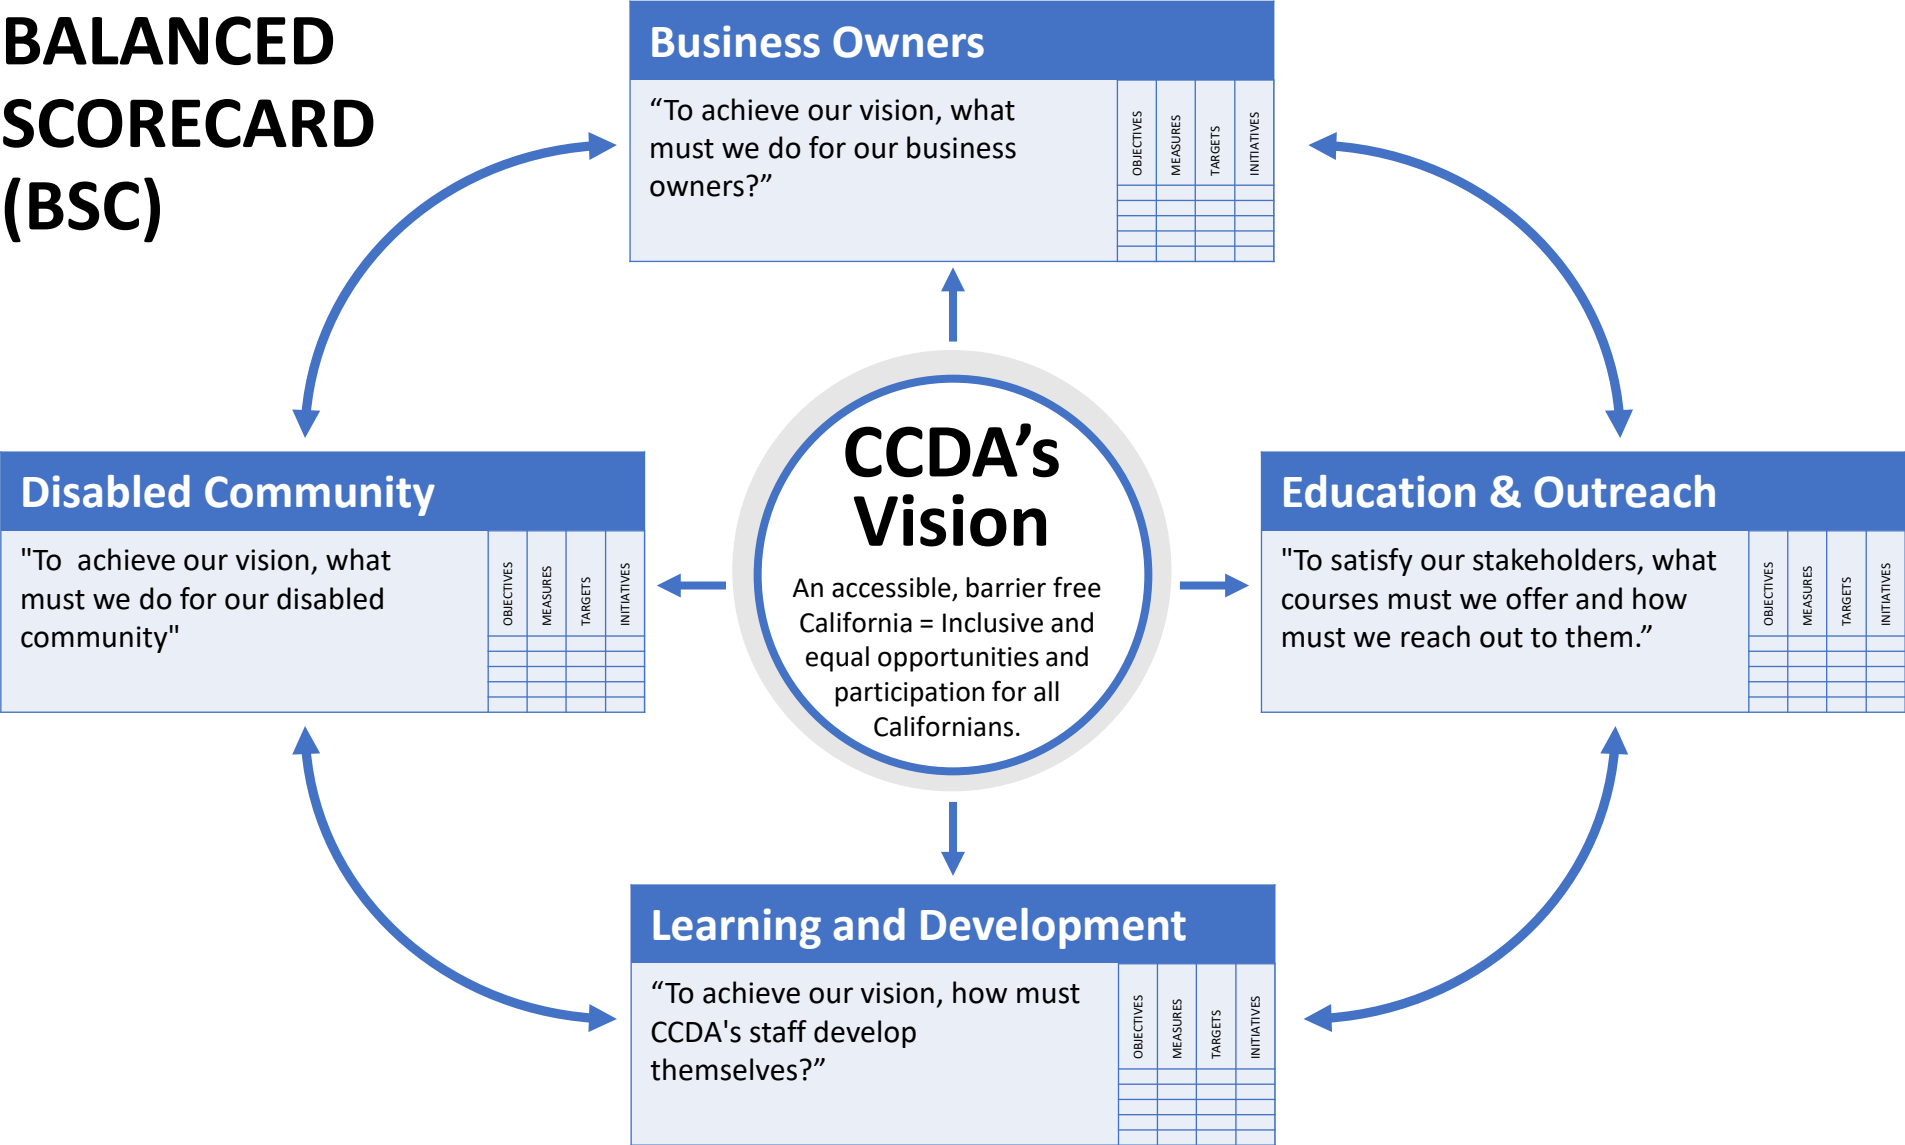 BALANCED
SCORECARD
(BSC)
Business Owners
“To achieve our vision, what
must we do for our business
owners?”
OBJECTIVES
MEASURES
TARGETS
INITIATIVES
Disabled Community
"To  achieve our vision, what
must we do for our disabled
community"
OBJECTIVES
MEASURES
TARGETS
INITIATIVES
CCDA’s
Vision
An accessible, barrier free
California = Inclusive and
equal opportunities and
participation for all
Californians.
Education & Outreach
"To satisfy our stakeholders, what
courses must we offer and how
must we reach out to them.”
OBJECTIVES
MEASURES
TARGETS
INITIATIVES
Learning and Development
“To achieve our vision, how must
CCDA's staff develop
themselves?”
OBJECTIVES
MEASURES
TARGETS
INITIATIVES